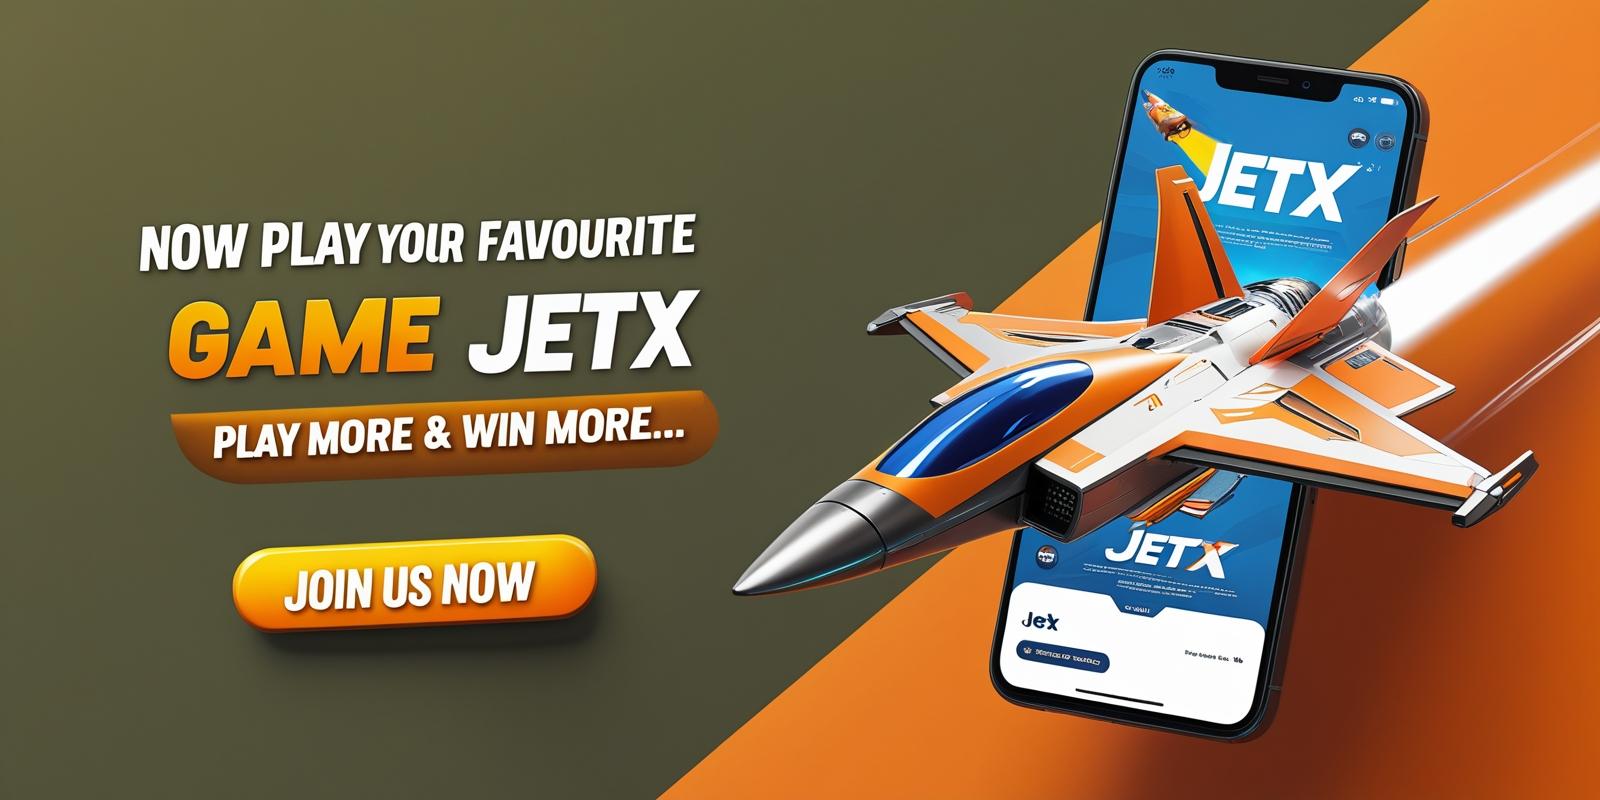 NOW PLAY YOUR FAVOURITE
GAME JETX
PLAY MORE & WIN MORE...
JOIN US NOW
JETX
JETX
JeX